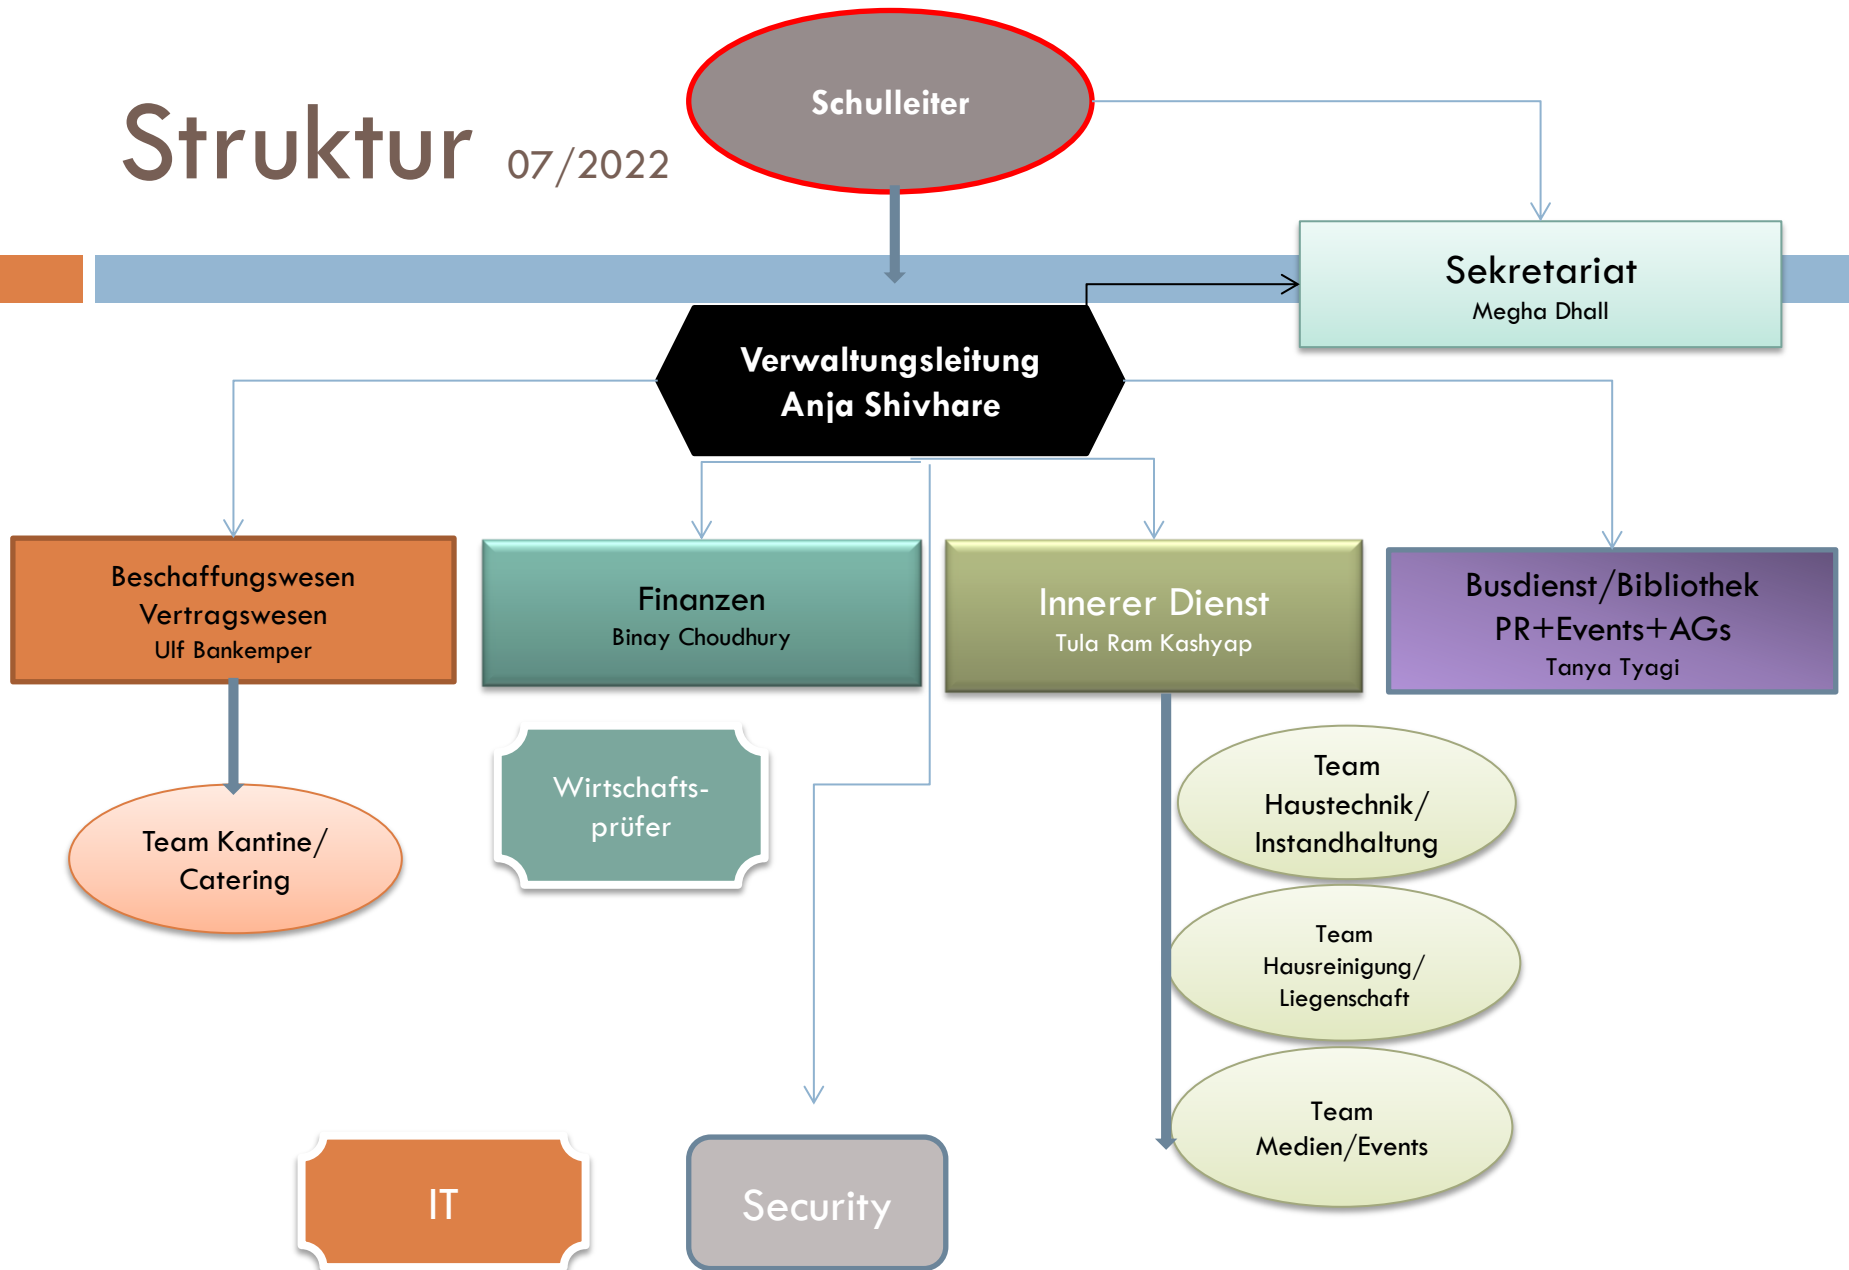 Schulleiter
Struktur 07/2022
Sekretariat
Megha Dhall
Verwaltungsleitung
Anja Shivhare
Beschaffungswesen
Vertragswesen
Ulf Bankemper
Finanzen
Binay Choudhury
Innerer Dienst
Tula Ram Kashyap
Busdienst/Bibliothek
PR+Events+AGs
Tanya Tyagi
Team Kantine/
Catering
Wirtschafts-
prüfer
Team
Haustechnik/
Instandhaltung
Team
Hausreinigung/
Liegenschaft
Team
Medien/Events
IT
Security